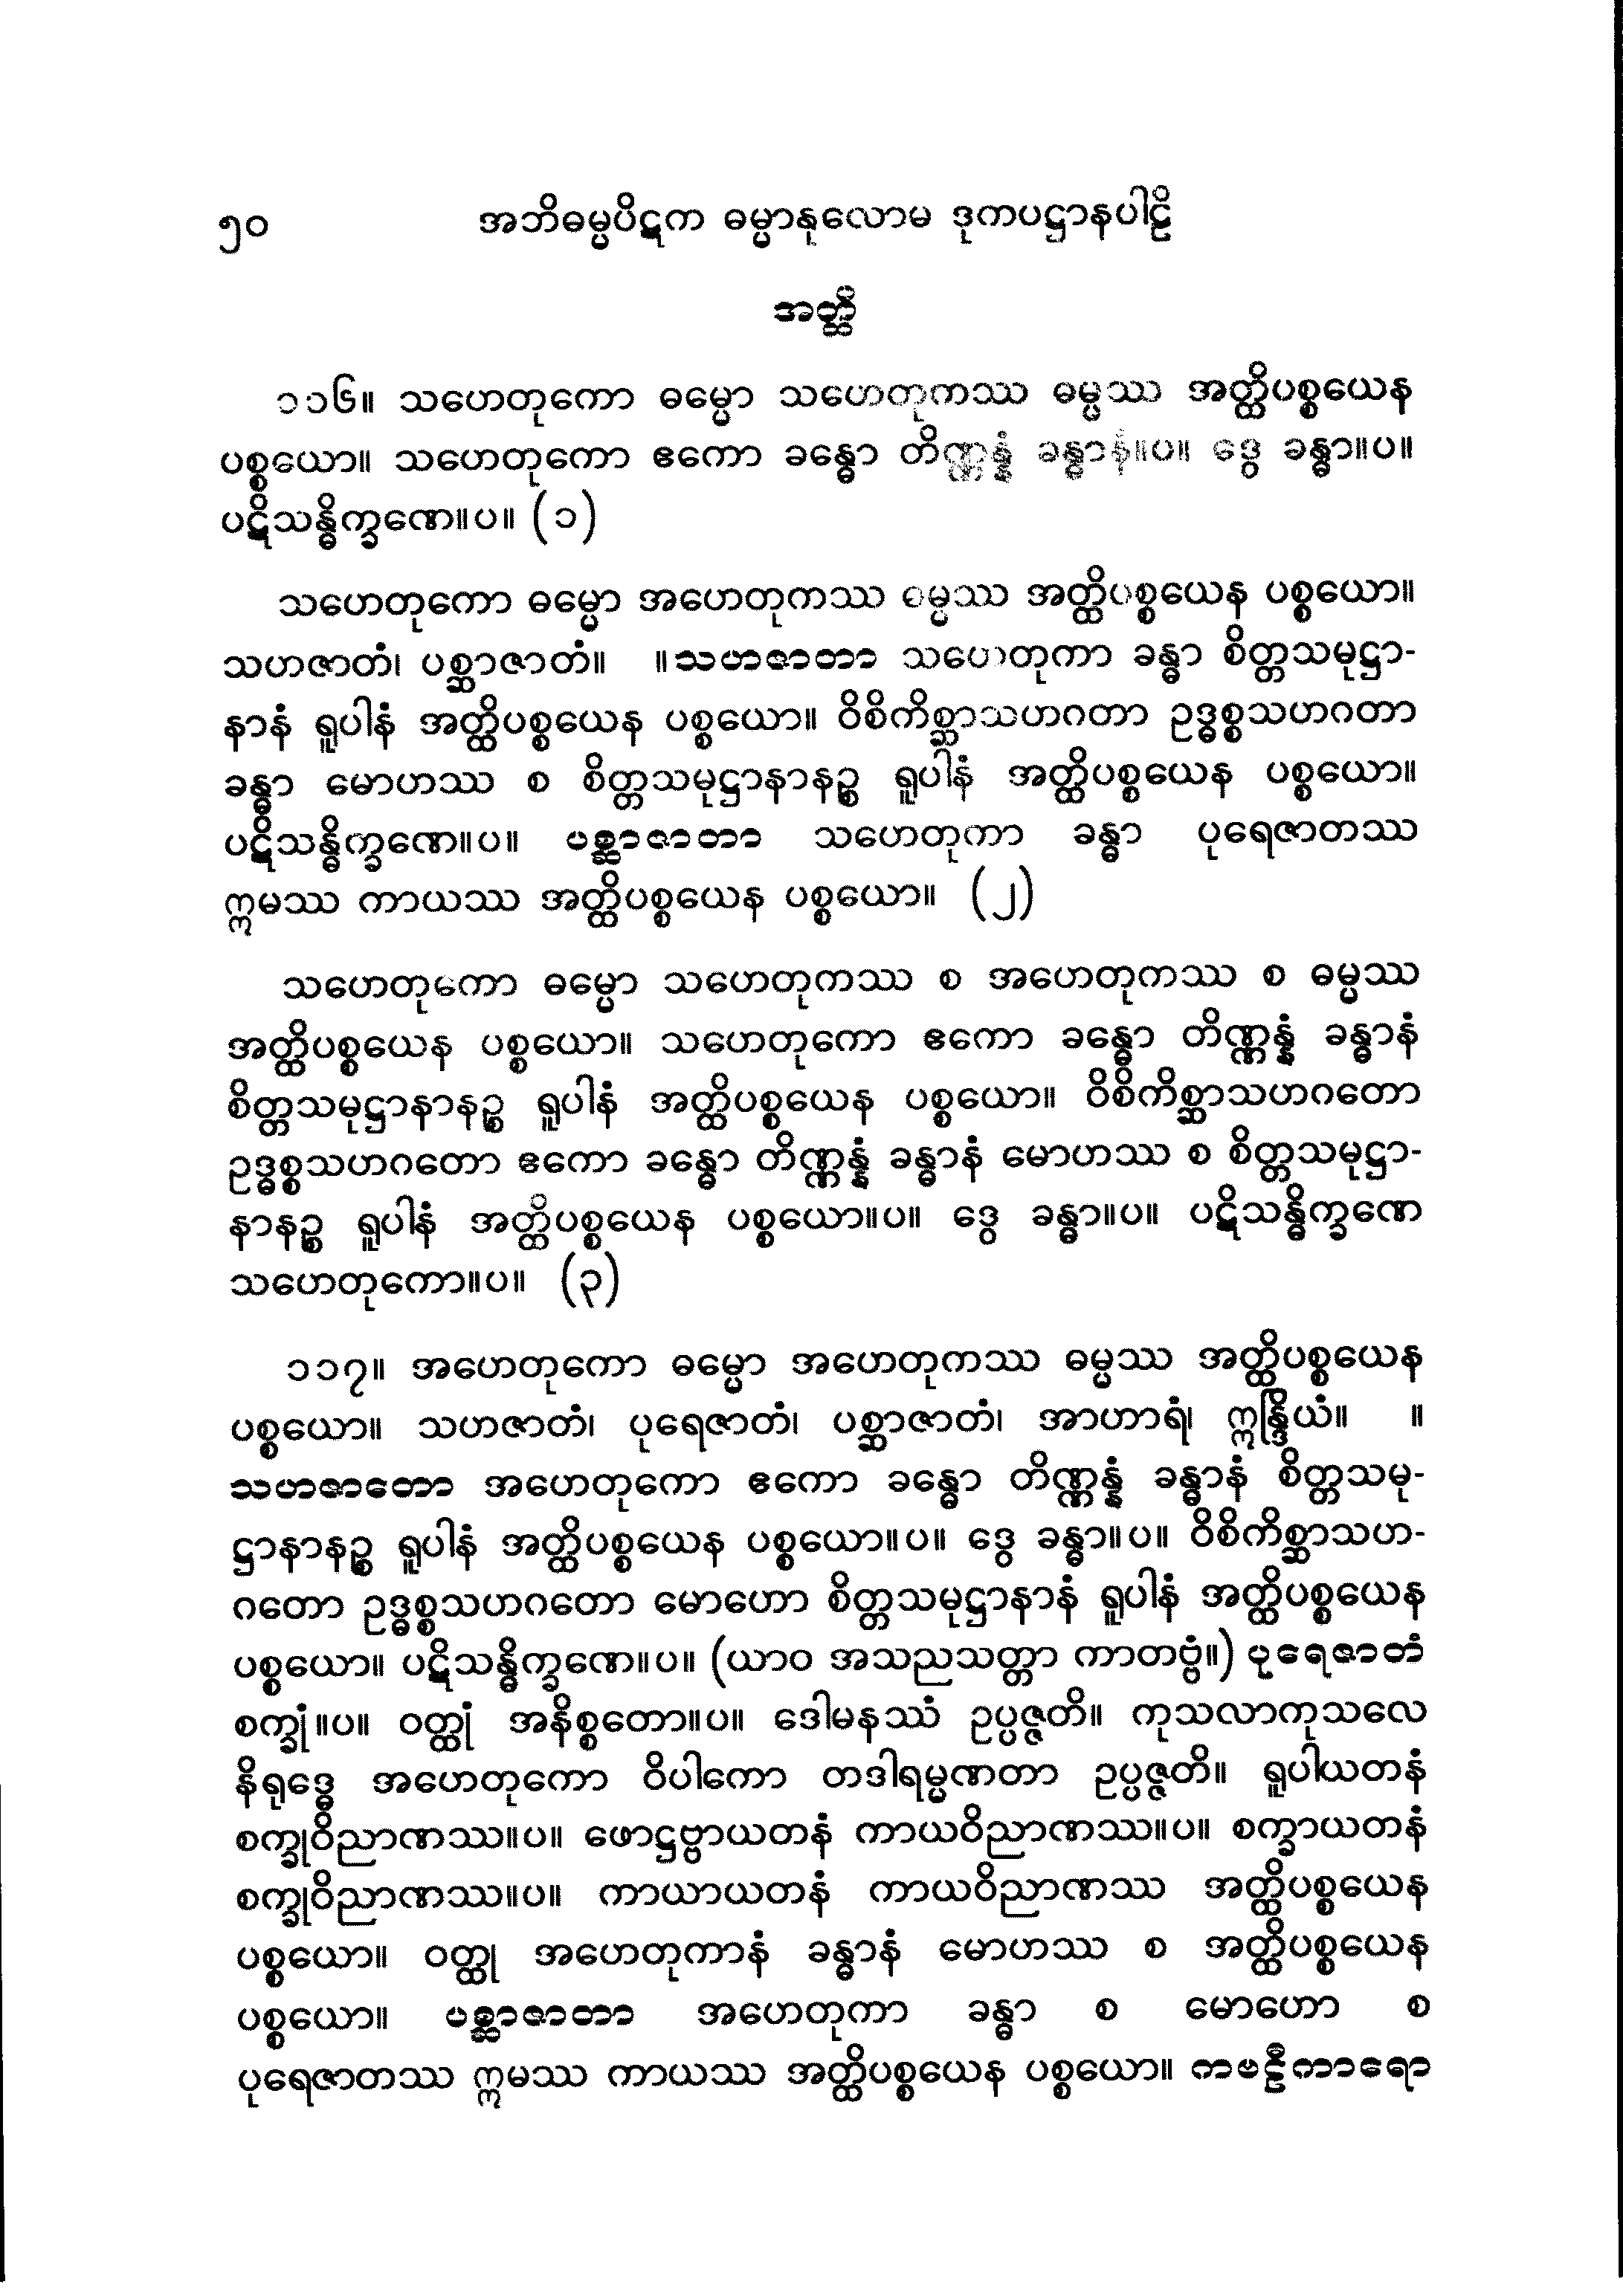 ၅၀ အဘိဓမ္မပိဋက ဓမ္မာနုလောမ ဒုကပဋ္ဌာနပါဠိ
အတ္ထိ
၁၁၆။ သဟေတုကော ဓမ္မော သဟေတုကဿ ဓမ္မဿ အတ္ထိပစ္စယေန
ပစ္စယော။ သဟေတုကော ဧကော ခန္ဓော တိဏ္ဏန္နံ ခန္ဓာနံ။ပ။ ဒွေ ခန္ဓာ။ပ။
ပဋိသန္ဓိက္ခဏေ။ပ။ (၁)
သဟေတုကော ဓမ္မော အဟေတုကဿ ဓမ္မဿ အတ္ထိပစ္စယေန ပစ္စယော။
သဟဇာတံ၊ ပစ္ဆာဇာတံ။ ။သဟဇာတာ သဟေတုကာ ခန္ဓာ စိတ္တသမုဋ္ဌာ-
နာနံ ရူပါနံ အတ္ထိပစ္စယေန ပစ္စယော။ ဝိစိကိစ္ဆာသဟဂတာ ဥဒ္ဓစ္စသဟဂတာ
ခန္ဓာ မောဟဿ စ စိတ္တသမုဋ္ဌာနာနဉ္စ ရူပါနံ အတ္ထိပစ္စယေန ပစ္စယော။
ပဋိသန္ဓိက္ခဏေ။ပ။ ပစ္ဆာဇာတာ သဟေတုကာ ခန္ဓာ ပုရေဇာတဿ
ဣမဿ ကာယဿ အတ္ထိပစ္စယေန ပစ္စယော။ (၂)
သဟေတုကော ဓမ္မော သဟေတုကဿ စ အဟေတုကဿ စ ဓမ္မဿ
အတ္ထိပစ္စယေန ပစ္စယော။ သဟေတုကော ဧကော ခန္ဓော တိဏ္ဏန္နံ ခန္ဓာနံ
စိတ္တသမုဋ္ဌာနာနဉ္စ ရူပါနံ အတ္ထိပစ္စယေန ပစ္စယော။ ဝိစိကိစ္ဆာသဟဂတော
ဥဒ္ဓစ္စသဟဂတော ဧကော ခန္ဓော တိဏ္ဏန္နံ ခန္ဓာနံ မောဟဿ စ စိတ္တသမုဋ္ဌာ-
နာနဉ္စ ရူပါနံ အတ္ထိပစ္စယေန ပစ္စယော။ပ။ ဒွေ ခန္ဓာ။ပ။ ပဋိသန္ဓိက္ခဏေ
သဟေတုကော။ပ။ (၃)
၁၁၇။ အဟေတုကော ဓမ္မော အဟေတုကဿ ဓမ္မဿ အတ္ထိပစ္စယေန
ပစ္စယော။ သဟဇာတံ၊ ပုရေဇာတံ၊ ပစ္ဆာဇာတံ၊ အာဟာရံ၊ ဣန္ဒြိယံ။ ။
သဟဇာတော အဟေတုကော ဧကော ခန္ဓော တိဏ္ဏန္နံ ခန္ဓာနံ စိတ္တသမု-
ဋ္ဌာနာနဉ္စ ရူပါနံ အတ္ထိပစ္စယေန ပစ္စယော။ပ။ ဒွေ ခန္ဓာ။ပ။ ဝိစိကိစ္ဆာသဟ-
ဂတော ဥဒ္ဓစ္စသဟဂတော မောဟော စိတ္တသမုဋ္ဌာနာနံ ရူပါနံ အတ္ထိပစ္စယေန
ပစ္စယော။ ပဋိသန္ဓိက္ခဏေ။ပ။ (ယာဝ အသညသတ္တာ ကာတဗ္ဗံ။) ပုရေဇာတံ
စက္ခုံ။ပ။ ဝတ္ထုံ အနိစ္စတော။ပ။ ဒေါမနဿံ ဥပ္ပဇ္ဇတိ။ ကုသလာကုသလေ
နိရုဒ္ဓေ အဟေတုကော ဝိပါကော တဒါရမ္မဏတာ ဥပ္ပဇ္ဇတိ။ ရူပါယတနံ
စက္ခုဝိညာဏဿ။ပ။ ဖောဋ္ဌဗ္ဗာယတနံ ကာယဝိညာဏဿ။ပ။ စက္ခာယတနံ
စက္ခုဝိညာဏဿ။ပ။ ကာယာယတနံ ကာယဝိညာဏဿ အတ္ထိပစ္စယေန
ပစ္စယော။ ဝတ္ထု အဟေတုကာနံ ခန္ဓာနံ မောဟဿ စ အတ္ထိပစ္စယေန
ပစ္စယော။ ပစ္ဆာဇာတာ အဟေတုကာ ခန္ဓာ စ မောဟော စ
ပုရေဇာတဿ ဣမဿ ကာယဿ အတ္ထိပစ္စယေန ပစ္စယော။ ကဗဠီကာရော